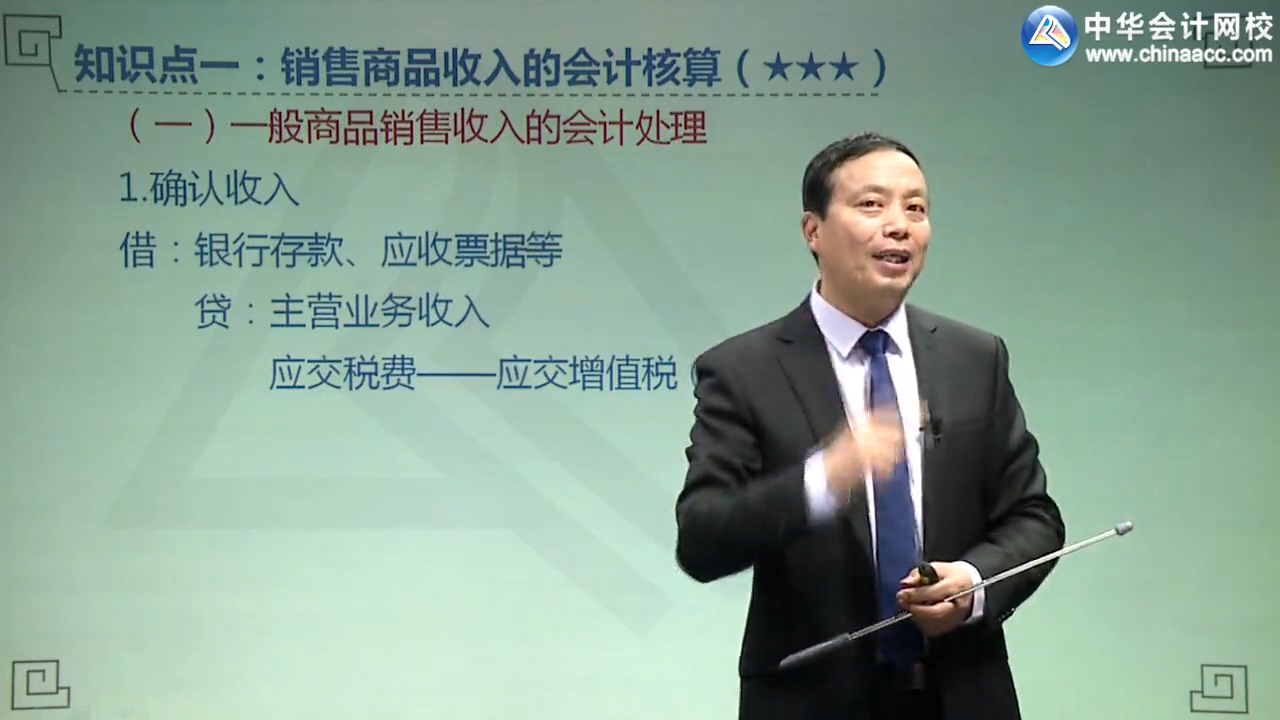 中华会计网校
www.chinaacc.com
知识点一：销售商品收入的会计核算（★★★）
（一）一般商品销售收入的会计处理
1.确认收入
借：银行存款、应收票据等
贷：主营业务收入
应交税费——应交增值税（